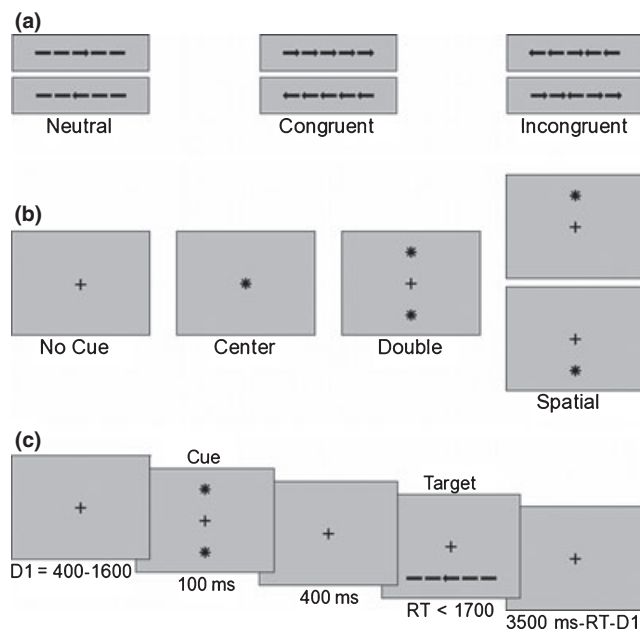 (a)
Neutral
Congruent
Incongruent
(b)
No Cue
Center
Double
Spatial
(c)
Cue
Target
D1 = 400-1600
100 ms
400 ms
RT < 1700
3500 ms-RT-D1